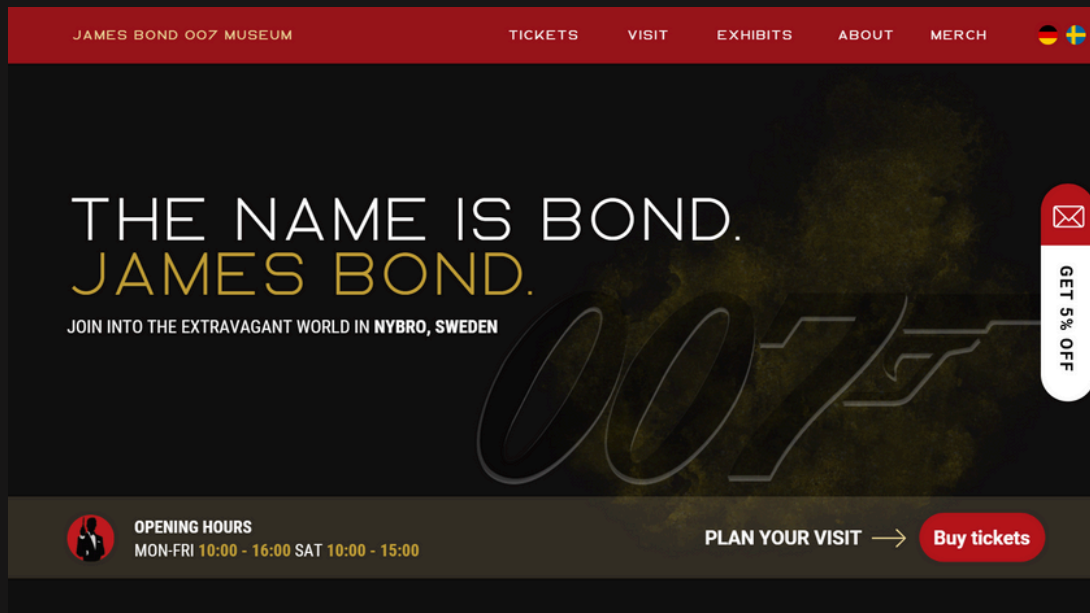 JAMES BOND 007 MUSEUM
TICKETS VISIT EXHIBITS ABOUT MERCH
THE NAME IS BOND.
JAMES BOND.
JOIN INTO THE EXTRAVAGANT WORLD IN NYBRO, SWEDEN
007
GET 5% OFF
OPENING HOURS
MON-FRI 10:00 - 16:00 SAT 10:00 - 15:00
PLAN YOUR VISIT
Buy tickets